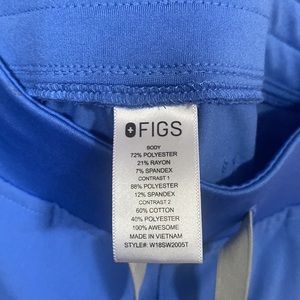 FIGS
BODY
72% POLYESTER
21% RAYON
7% SPANDEX
CONTRAST 1
88% POLYESTER
12% SPANDEX
CONTRAST 2
60% COTTON
40% POLYESTER
100% AWESOME
MADE IN VIETNAM
STYLE#: W18SW2005T